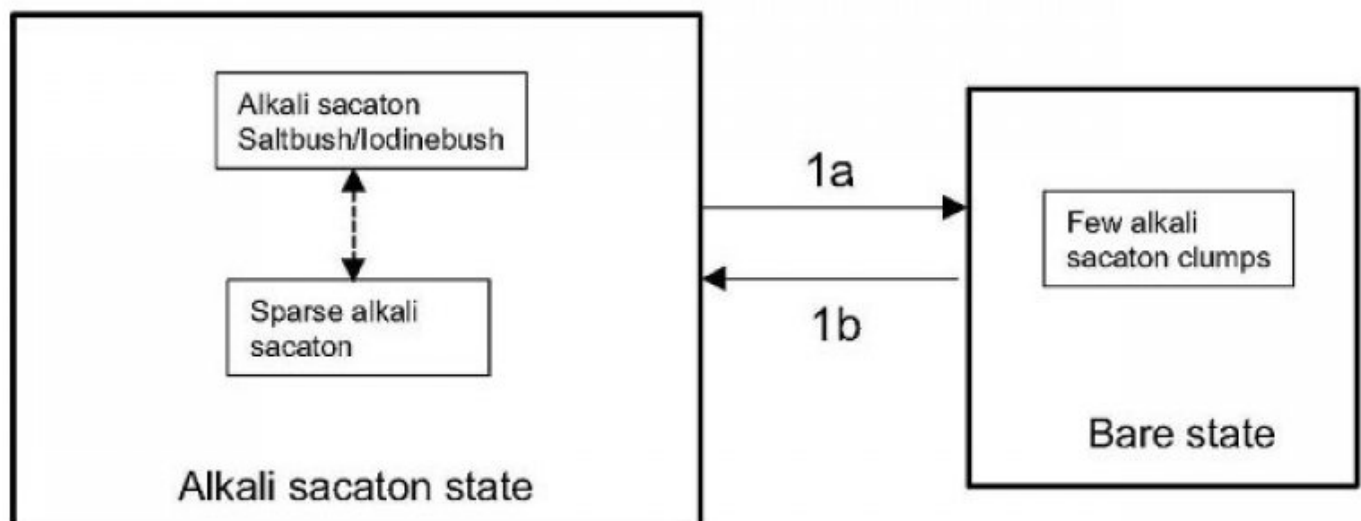 Alkali sacaton
Saltbush/Iodinebush
Sparse alkali
sacaton
Alkali sacaton state
1a
1b
Few alkali
sacaton clumps
Bare state